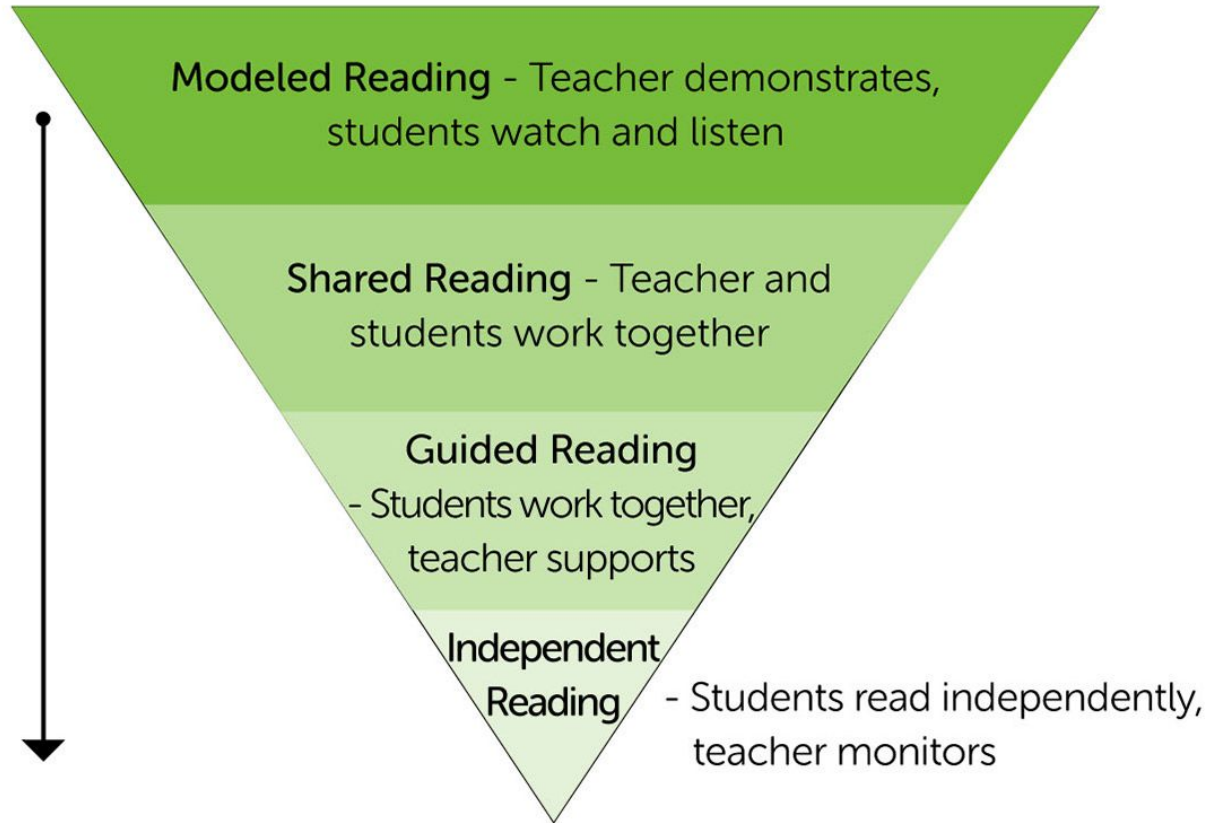 Modeled Reading - Teacher demonstrates,
students watch and listen
Shared Reading - Teacher and
students work together
Guided Reading
- Students work together,
teacher supports
Independent
Reading
- Students read independently,
teacher monitors